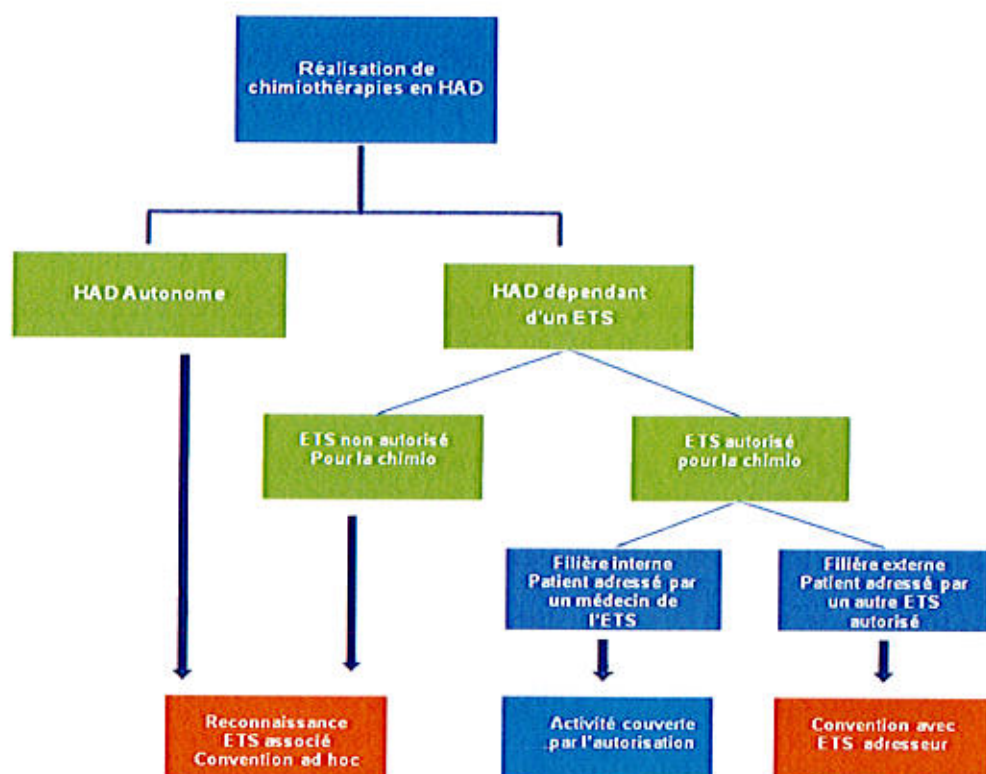 Réalisation de
chimiothérapies en HAD
HAD Autonome
HAD dépendant
d'un ETS
ETS non autorisé
Pour la chimio
ETS autorisé
pour la chimio
Filière interne
Patient adressé par
un médecin de
l'ETS
Filière externe
Patient adressé par
un autre ETS
autorisé
Reconnaissance
ETS associé
Convention ad hoc
Activité couverte
.par l'autorisation
Convention avec
ETS adresseur